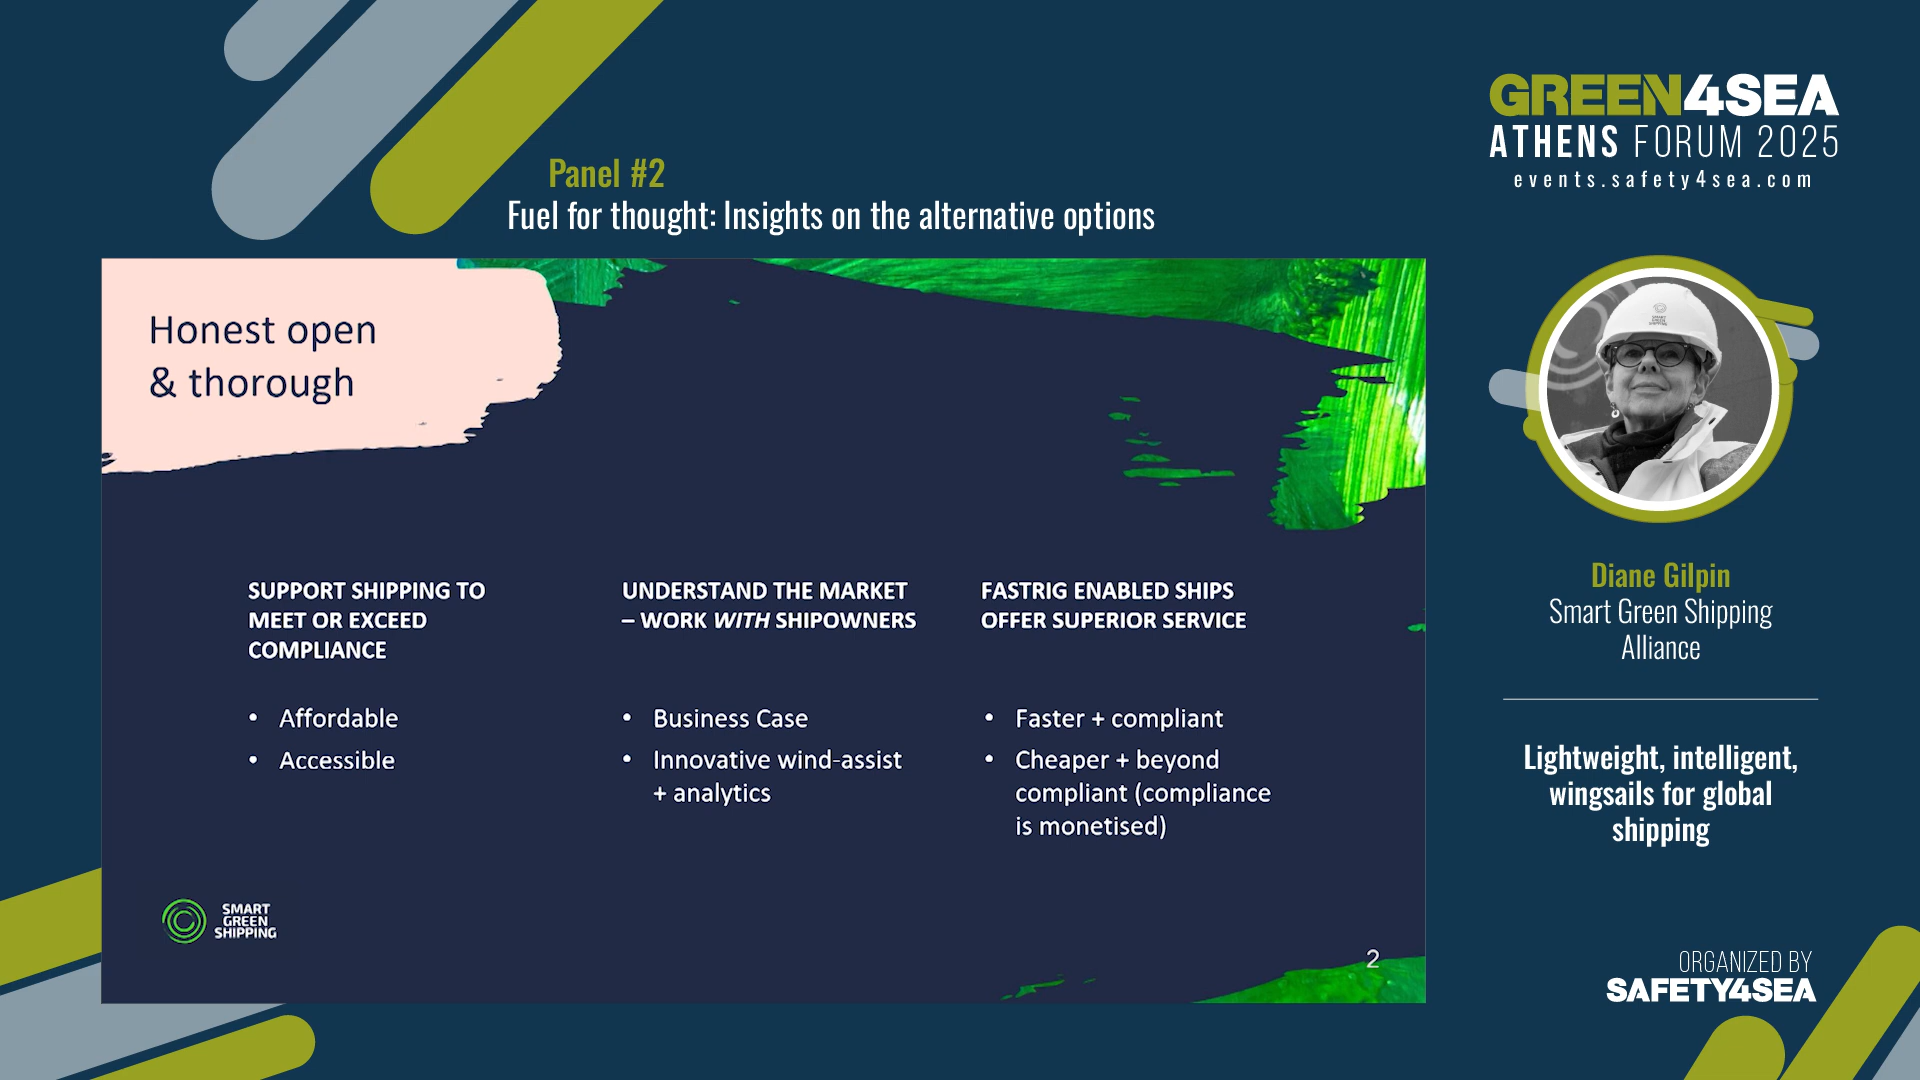 GREEN4SEA
ATHENS FORUM 2025
events.safety4sea.com
Panel #2
Fuel for thought: Insights on the alternative options
Honest open
& thorough
SUPPORT SHIPPING TO
MEET OR EXCEED
COMPLIANCE
• Affordable
• Accessible
UNDERSTAND THE MARKET
– WORK WITH SHIPOWNERS
• Business Case
• Innovative wind-assist
+ analytics
FASTRIG ENABLED SHIPS
OFFER SUPERIOR SERVICE
• Faster + compliant
• Cheaper + beyond
compliant (compliance
is monetised)
SMART
GREEN
SHIPPING
2
SMART
GREEN
SHIPPING
Diane Gilpin
Smart Green Shipping
Alliance
Lightweight, intelligent,
wingsails for global
shipping
ORGANIZED BY
SAFETY4SEA